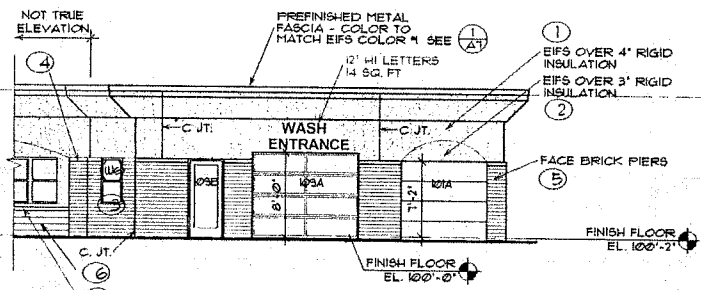 NOT TRUE
ELEVATION
PREFINISHED METAL
FASCIA - COLOR TO
MATCH EIFS COLOR #1 SEE
1
A7
12" HI LETTERS
14 SQ. FT
1
EIFS OVER 4" RIGID
INSULATION
EIFS OVER 3" RIGID
INSULATION
2
4
C. JT.
WASH
ENTRANCE
C. JT.
FACE BRICK PIERS
5
103B
8'-0"
103A
7'-2"
101A
C. JT.
6
FINISH FLOOR
EL. 100'-0"
FINISH FLOOR
EL. 100'-2"